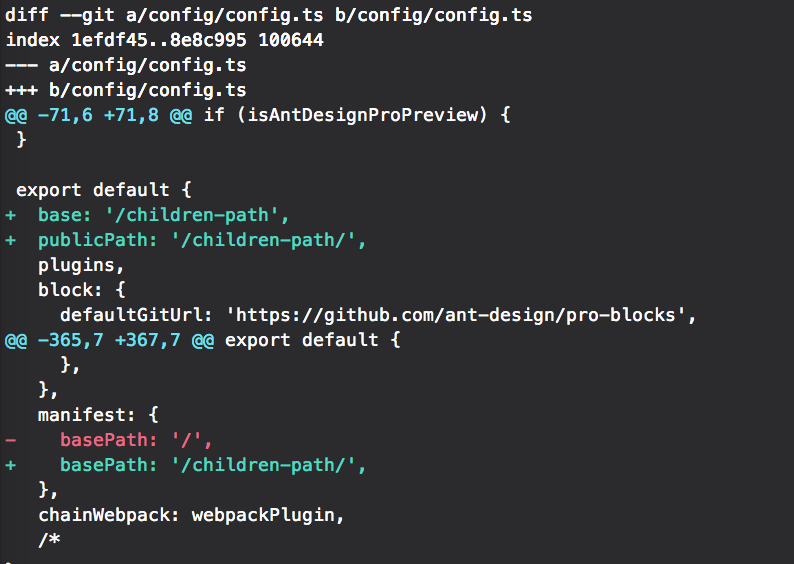 diff --git a/config/config.ts b/config/config.ts
index 1efdf45..8e8c995 100644
--- a/config/config.ts
+++ b/config/config.ts
@@ -71,6 +71,8 @@ if (isAntDesignProPreview) {
 }

 export default {
+  base: '/children-path',
+  publicPath: '/children-path/',
   plugins,
   block: {
     defaultGitUrl: 'https://github.com/ant-design/pro-blocks',
@@ -365,7 +367,7 @@ export default {
     },
   },
   manifest: {
-    basePath: '/',
+    basePath: '/children-path/',
   },
   chainWebpack: webpackPlugin,
   /*